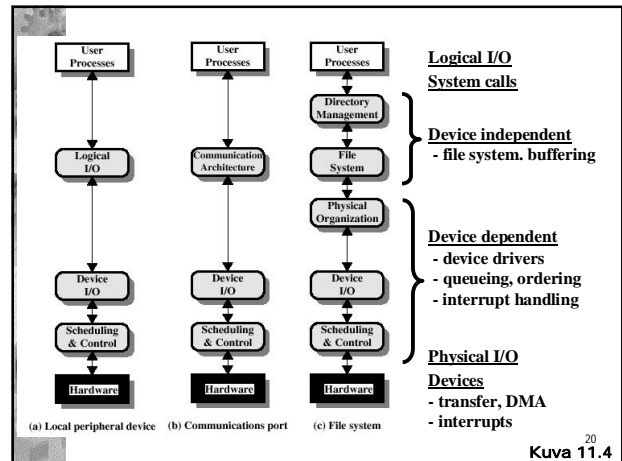 User
Processes
Logical
I/O
Device
I/O
Scheduling
& Control
Hardware
(a) Local peripheral device
User
Processes
Communication
Architecture
Device
I/O
Scheduling
& Control
Hardware
(b) Communications port
User
Processes
Directory
Management
File
System
Physical
Organization
Device
I/O
Scheduling
& Control
Hardware
(c) File system
Logical I/O
System calls
Device independent
- file system. buffering
Device dependent
- device drivers
- queueing, ordering
- interrupt handling
Physical I/O
Devices
- transfer, DMA
- interrupts
20
Kuva 11.4